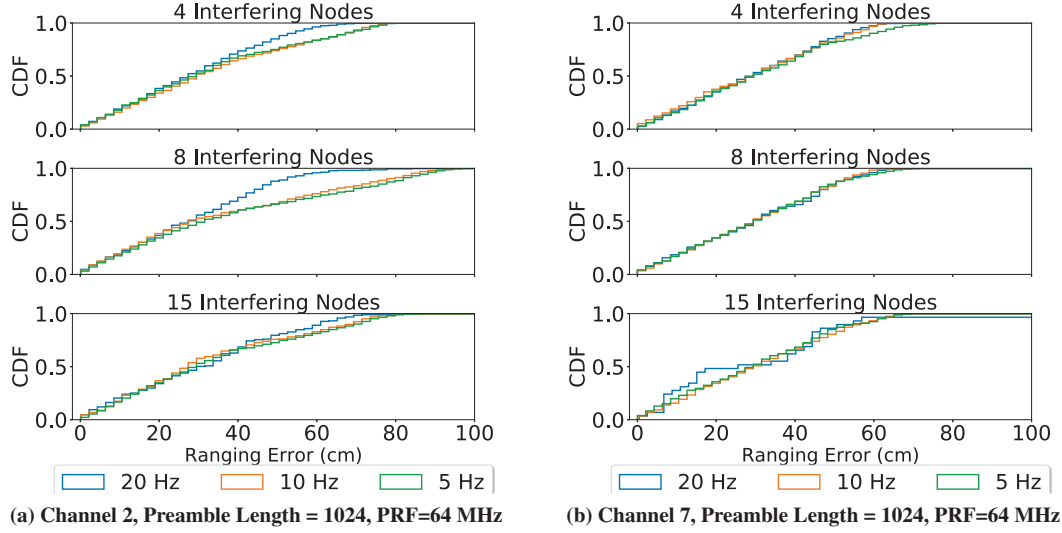 4 Interfering Nodes
1.0
0.5
0.0
CDF
8 Interfering Nodes
1.0
0.5
0.0
CDF
15 Interfering Nodes
1.0
0.5
0.0
CDF
0 20 40 60 80 100
Ranging Error (cm)
20 Hz 10 Hz 5 Hz
(a) Channel 2, Preamble Length = 1024, PRF=64 MHz
4 Interfering Nodes
1.0
0.5
0.0
CDF
8 Interfering Nodes
1.0
0.5
0.0
CDF
15 Interfering Nodes
1.0
0.5
0.0
CDF
0 20 40 60 80 100
Ranging Error (cm)
20 Hz 10 Hz 5 Hz
(b) Channel 7, Preamble Length = 1024, PRF=64 MHz